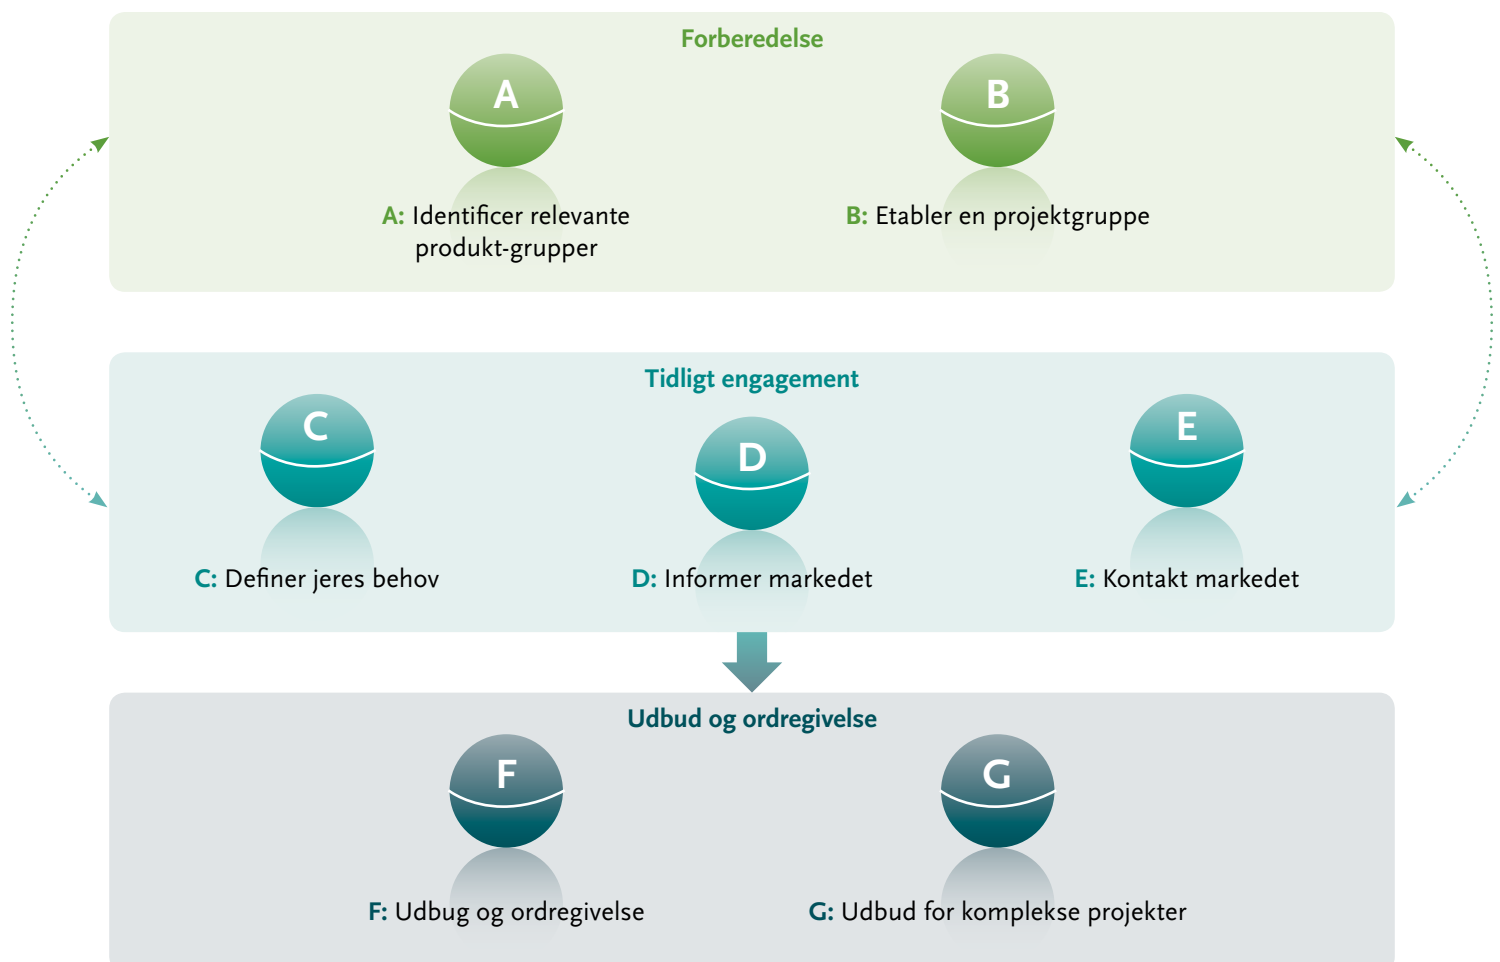 Forberedelse
A
B
A: Identificer relevante
produkt-grupper
B: Etabler en projektgruppe
Tidligt engagement
C
D
E
C: Definer jeres behov
D: Informer markedet
E: Kontakt markedet
Udbud og ordregivelse
F
G
F: Udbug og ordregivelse
G: Udbud for komplekse projekter